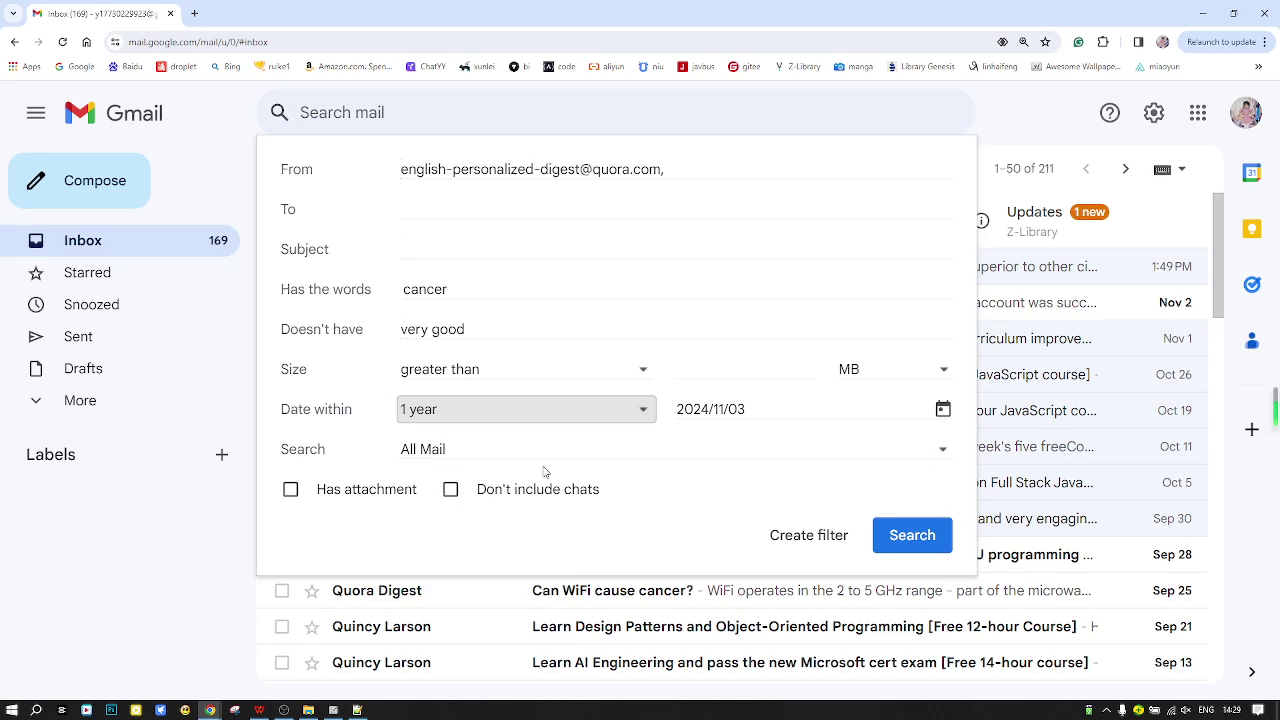 Inbox (169) - y17730229923@g
mail.google.com/mail/u/0/#inbox
Relaunch to update
Apps
Google
Baidu
droplet
Bing
ruike1
Amazon.com. Spen...
ChatYY
xunlei
bi
code
aliyun
niu
javbus
gitee
Z-Library
manga
Library Genesis
linhaifeng
Awesome Wallpape...
miaoyun
Gmail
Search mail
Compose
Inbox 169
Starred
Snoozed
Sent
Drafts
More
Labels
From english-personalized-digest@quora.com,
To
Subject
Has the words cancer
Doesn't have very good
Size greater than MB
Date within 1 year 2024/11/03
Search All Mail
Has attachment Don't include chats
Create filter Search
1–50 of 211
Updates 1 new
Z-Library
uperior to other ci... 1:49 PM
account was succ... Nov 2
rriculum improve... Nov 1
JavaScript course] - Oct 26
ur JavaScript cour... Oct 19
eek's five freeCo... Oct 11
on Full Stack Javas... Oct 5
and very engagin... Sep 30
U programming ... Sep 28
Quora Digest Can WiFi cause cancer? - WiFi operates in the 2 to 5 GHz range - part of the microwa... Sep 25
Quincy Larson Learn Design Patterns and Object-Oriented Programming [Free 12-hour Course] - Sep 21
Quincy Larson Learn AI Engineering and pass the new Microsoft cert exam [Free 14-hour course] - Sep 13
14:29